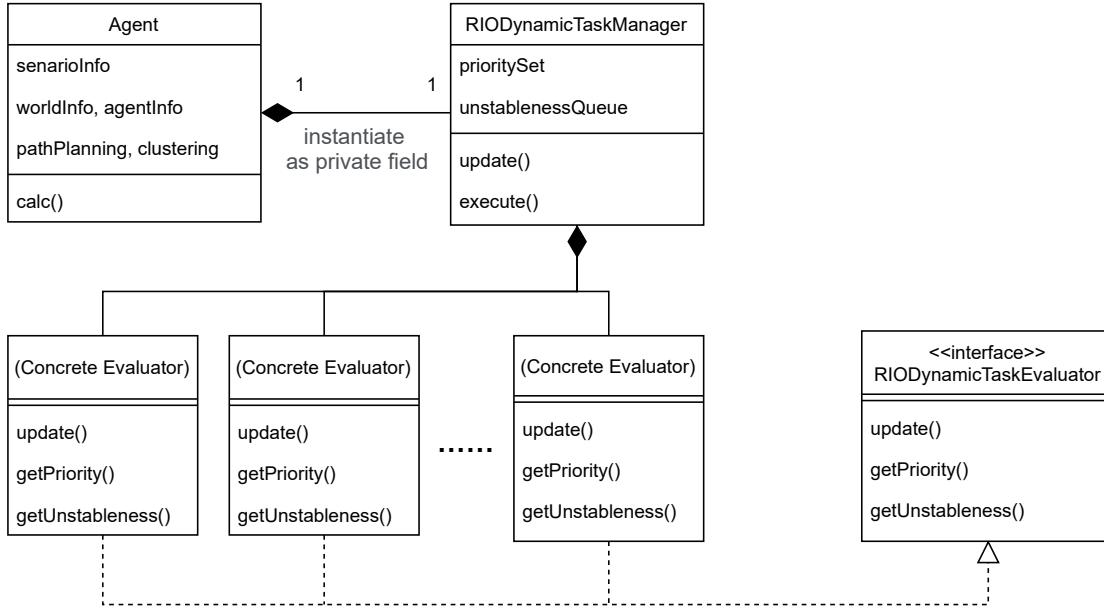 Agent
senarioInfo
worldInfo, agentInfo
pathPlanning, clustering
calc()
1
1
instantiate
as private field
RIODynamicTaskManager
prioritySet
unstablenessQueue
update()
execute()
(Concrete Evaluator)
update()
getPriority()
getUnstableness()
(Concrete Evaluator)
update()
getPriority()
getUnstableness()
......
(Concrete Evaluator)
update()
getPriority()
getUnstableness()
<<interface>>
RIODynamicTaskEvaluator
update()
getPriority()
getUnstableness()